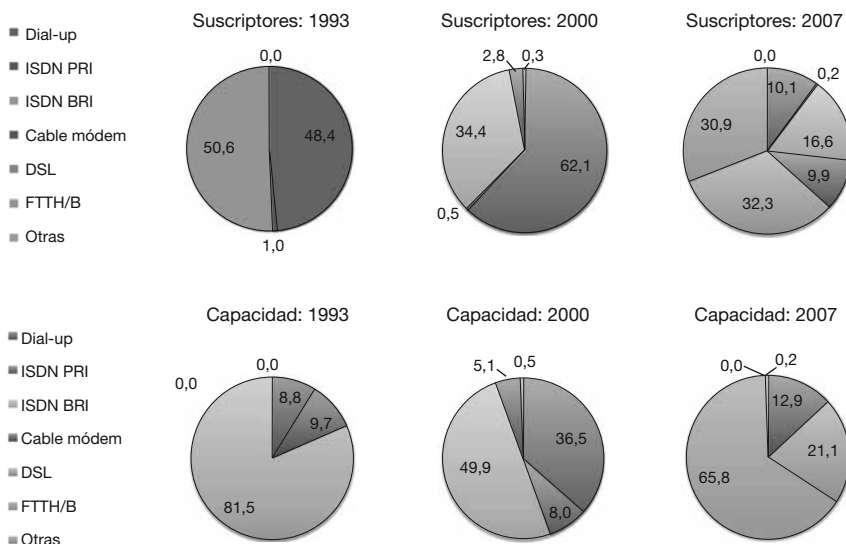 Suscriptores: 1993
Suscriptores: 2000
Suscriptores: 2007
Dial-up
ISDN PRI
ISDN BRI
Cable módem
DSL
FTTH/B
Otras
0,0
48,4
1,0
50,6
2,8
0,3
34,4
62,1
0,5
0,0
0,2
10,1
30,9
16,6
9,9
32,3
Capacidad: 1993
Capacidad: 2000
Capacidad: 2007
Dial-up
ISDN PRI
ISDN BRI
Cable módem
DSL
FTTH/B
Otras
0,0
0,0
8,8
9,7
81,5
5,1
0,5
36,5
49,9
8,0
0,0
0,2
12,9
21,1
65,8